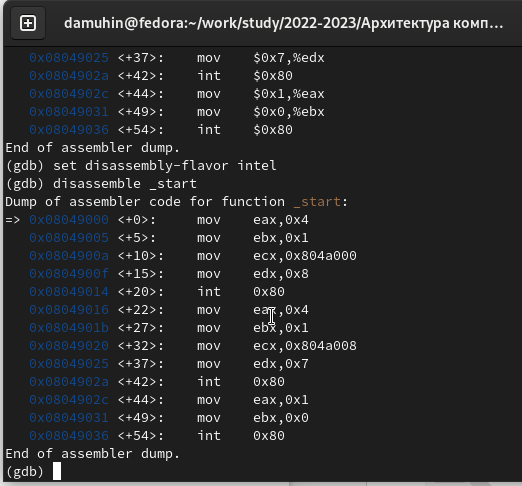 damuhin@fedora:~/work/study/2022-2023/Архитектура комп...
0x08049025 <+37>: mov $0x7,%edx
0x0804902a <+42>: int $0x80
0x0804902c <+44>: mov $0x1,%eax
0x08049031 <+49>: mov $0x0,%ebx
0x08049036 <+54>: int $0x80
End of assembler dump.
(gdb) set disassembly-flavor intel
(gdb) disassemble _start
Dump of assembler code for function _start:
=> 0x08049000 <+0>: mov eax,0x4
0x08049005 <+5>: mov ebx,0x1
0x0804900a <+10>: mov ecx,0x804a000
0x0804900f <+15>: mov edx,0x8
0x08049014 <+20>: int 0x80
0x08049016 <+22>: mov eax,0x4
0x0804901b <+27>: mov ebx,0x1
0x08049020 <+32>: mov ecx,0x804a008
0x08049025 <+37>: mov edx,0x7
0x0804902a <+42>: int 0x80
0x0804902c <+44>: mov eax,0x1
0x08049031 <+49>: mov ebx,0x0
0x08049036 <+54>: int 0x80
End of assembler dump.
(gdb)